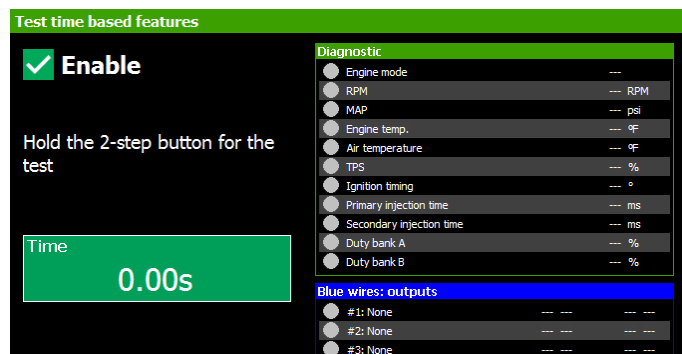 Test time based features
Enable
Hold the 2-step button for the
test
Time
0.00s
Diagnostic
Engine mode ---
RPM --- RPM
MAP --- psi
Engine temp. --- ºF
Air temperature --- ºF
TPS --- %
Ignition timing --- º
Primary injection time --- ms
Secondary injection time --- ms
Duty bank A --- %
Duty bank B --- %
Blue wires: outputs
#1: None --- --- --- ---
#2: None --- --- --- ---
#3: None --- --- --- ---